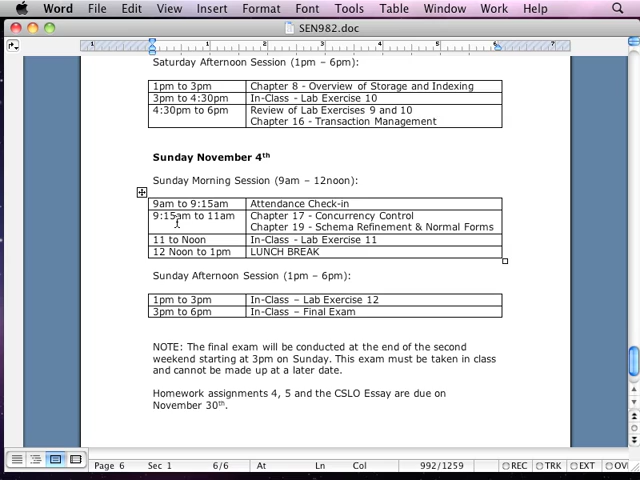 Word File Edit View Insert Format Font Tools Table Window Work Help
SEN982.doc
1 1 2 3 4 5 6 7
Saturday Afternoon Session (1pm – 6pm):
1pm to 3pm Chapter 8 - Overview of Storage and Indexing
3pm to 4:30pm In-Class - Lab Exercise 10
4:30pm to 6pm Review of Lab Exercises 9 and 10
Chapter 16 - Transaction Management
Sunday November 4th
Sunday Morning Session (9am – 12noon):
9am to 9:15am Attendance Check-in
9:15am to 11am Chapter 17 - Concurrency Control
Chapter 19 - Schema Refinement & Normal Forms
11 to Noon In-Class - Lab Exercise 11
12 Noon to 1pm LUNCH BREAK
Sunday Afternoon Session (1pm – 6pm):
1pm to 3pm In-Class – Lab Exercise 12
3pm to 6pm In-Class – Final Exam
NOTE: The final exam will be conducted at the end of the second
weekend starting at 3pm on Sunday. This exam must be taken in class
and cannot be made up at a later date.
Homework assignments 4, 5 and the CSLO Essay are due on
November 30th.
Page 6 Sec 1 6/6 At Ln Col 992/1259 REC TRK EXT OV